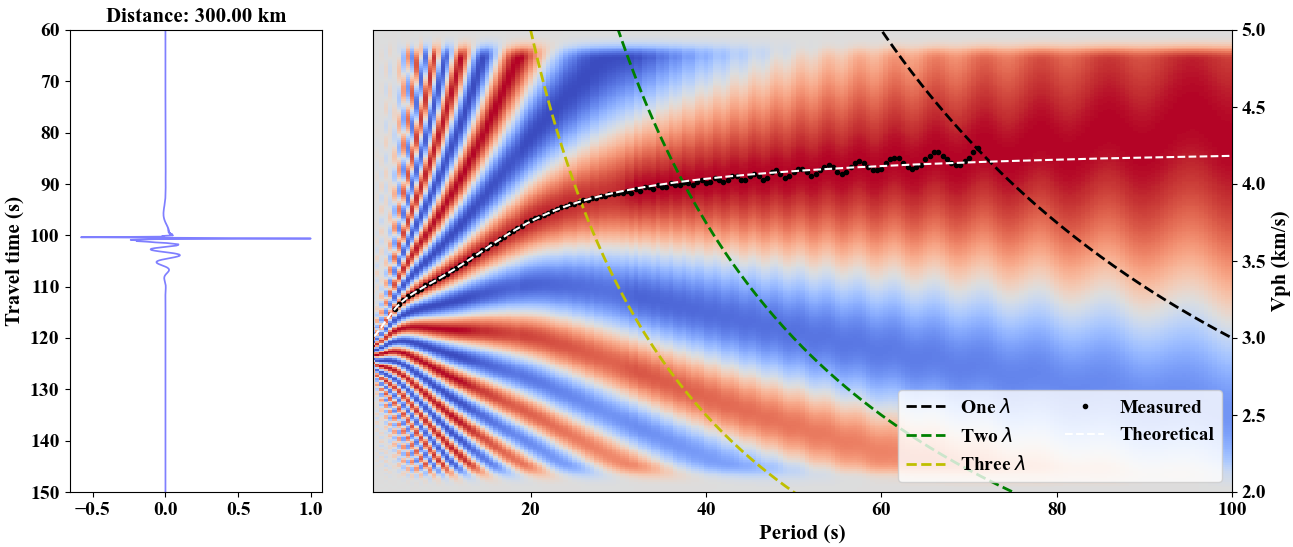 Distance: 300.00 km
Travel time (s)
60
70
80
90
100
110
120
130
140
150
−0.5
0.0
0.5
1.0
20
40
60
80
100
Period (s)
5.0
4.5
4.0
3.5
3.0
2.5
2.0
Vph (km/s)
One λ
Two λ
Three λ
Measured
Theoretical